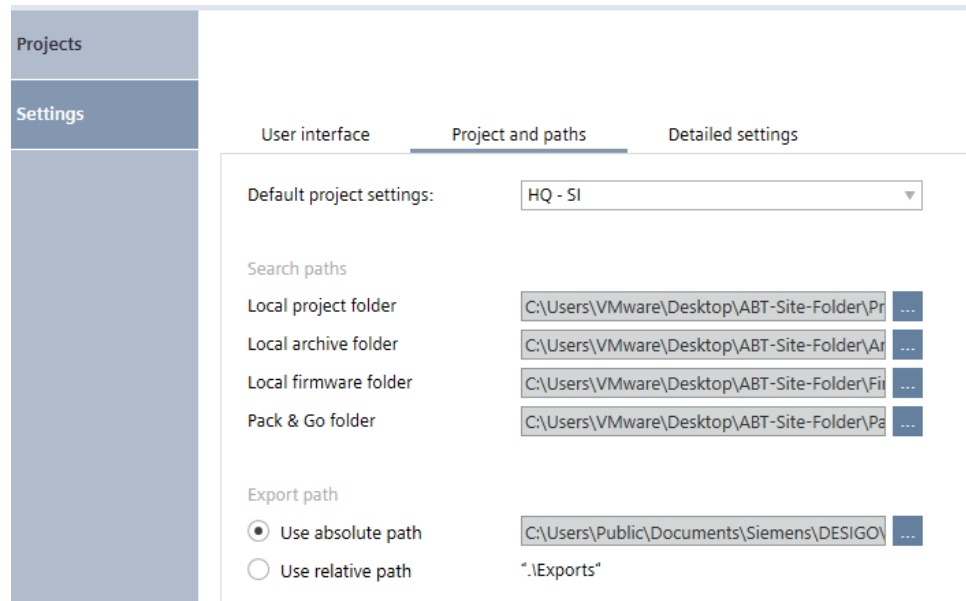 Projects
Settings
User interface Project and paths Detailed settings
Default project settings: HQ - SI
Search paths
Local project folder C:\Users\VMware\Desktop\ABT-Site-Folder\Pr ...
Local archive folder C:\Users\VMware\Desktop\ABT-Site-Folder\Ar ...
Local firmware folder C:\Users\VMware\Desktop\ABT-Site-Folder\Fir ...
Pack & Go folder C:\Users\VMware\Desktop\ABT-Site-Folder\Pa ...
Export path
Use absolute path C:\Users\Public\Documents\Siemens\DESIGO\ ...
Use relative path ".\Exports"